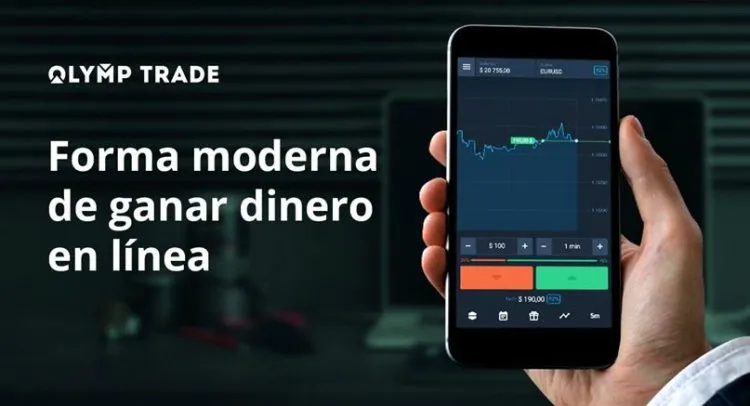 OLYMP TRADE
Forma moderna
de ganar dinero
en línea
$ 20 755,08
EURUSD
- $ 100 +
- 1 min +
$ 190,00
5m